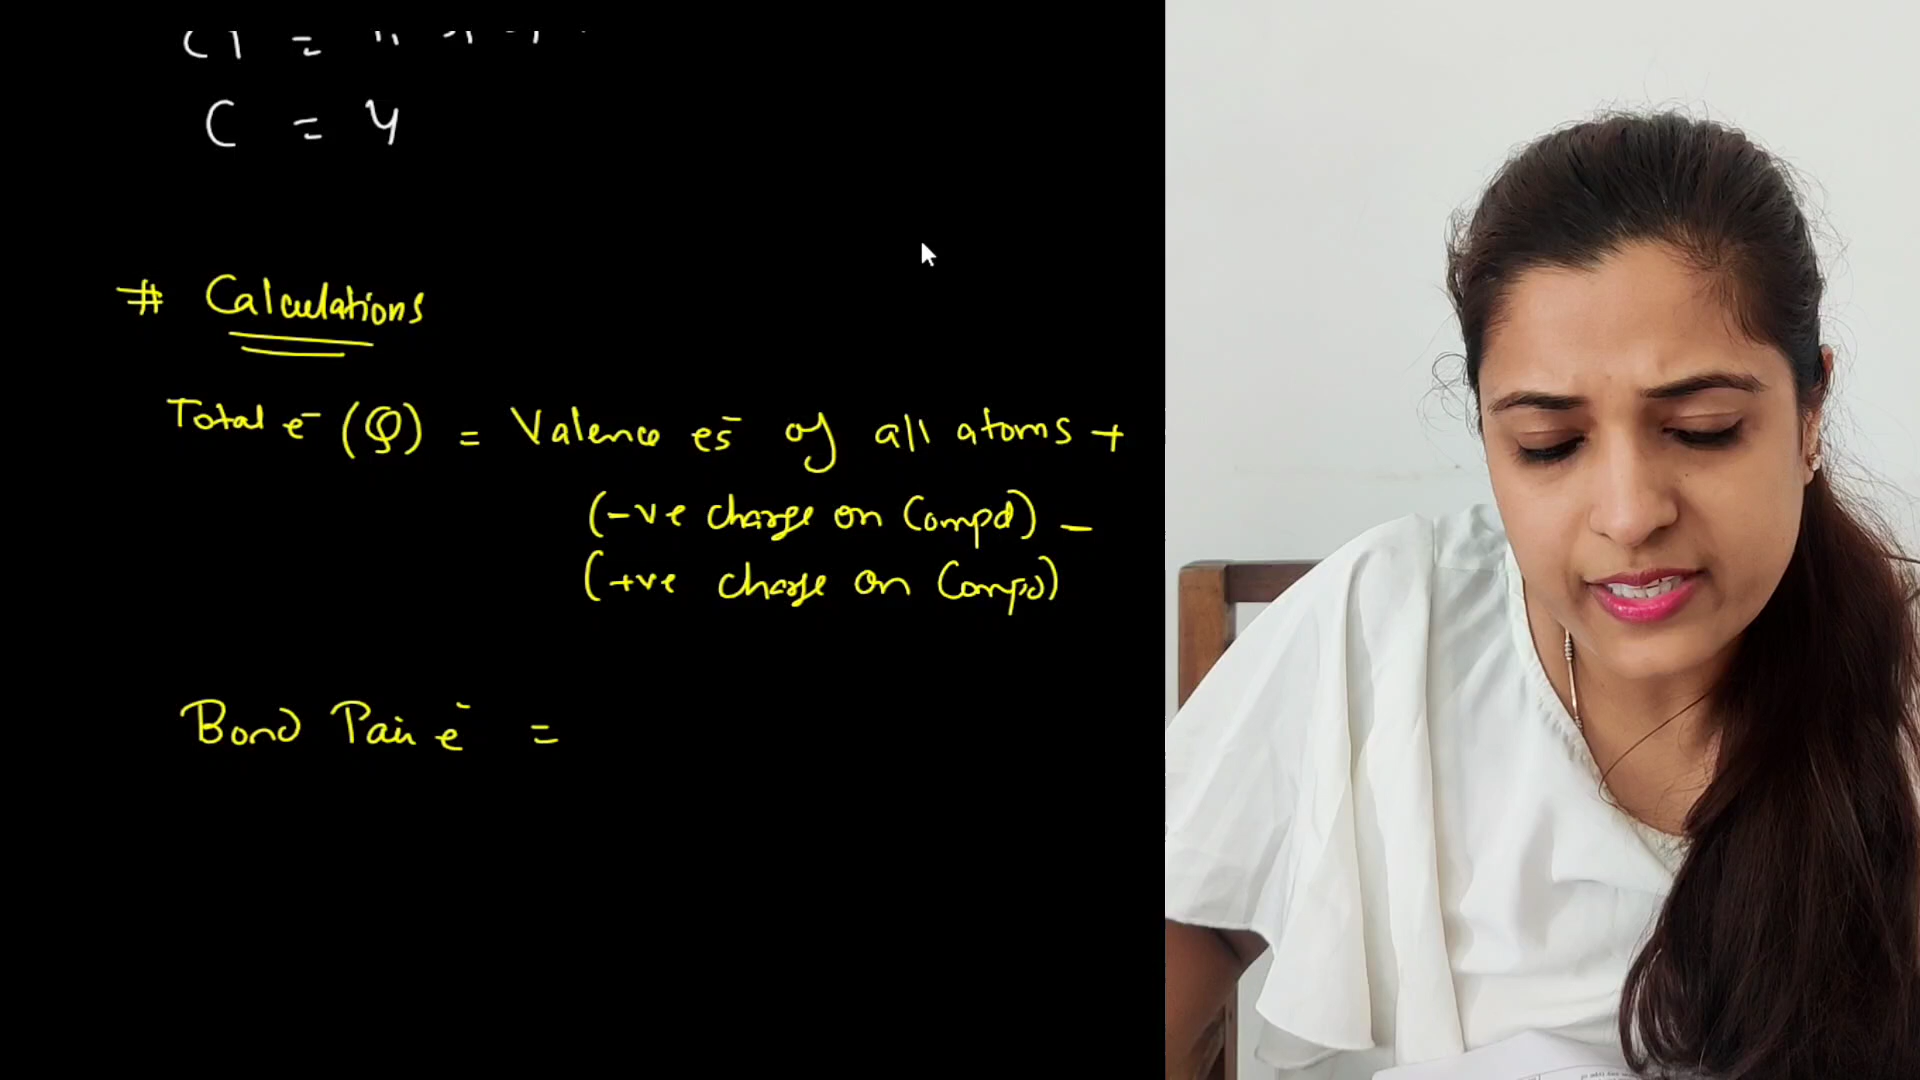 C = 4
# Calculations
Total e⁻ (Q) = Valence es⁻ of all atoms +
(-ve charge on Compd) -
(+ve charge on Compd)
Bond Pair e⁻ =